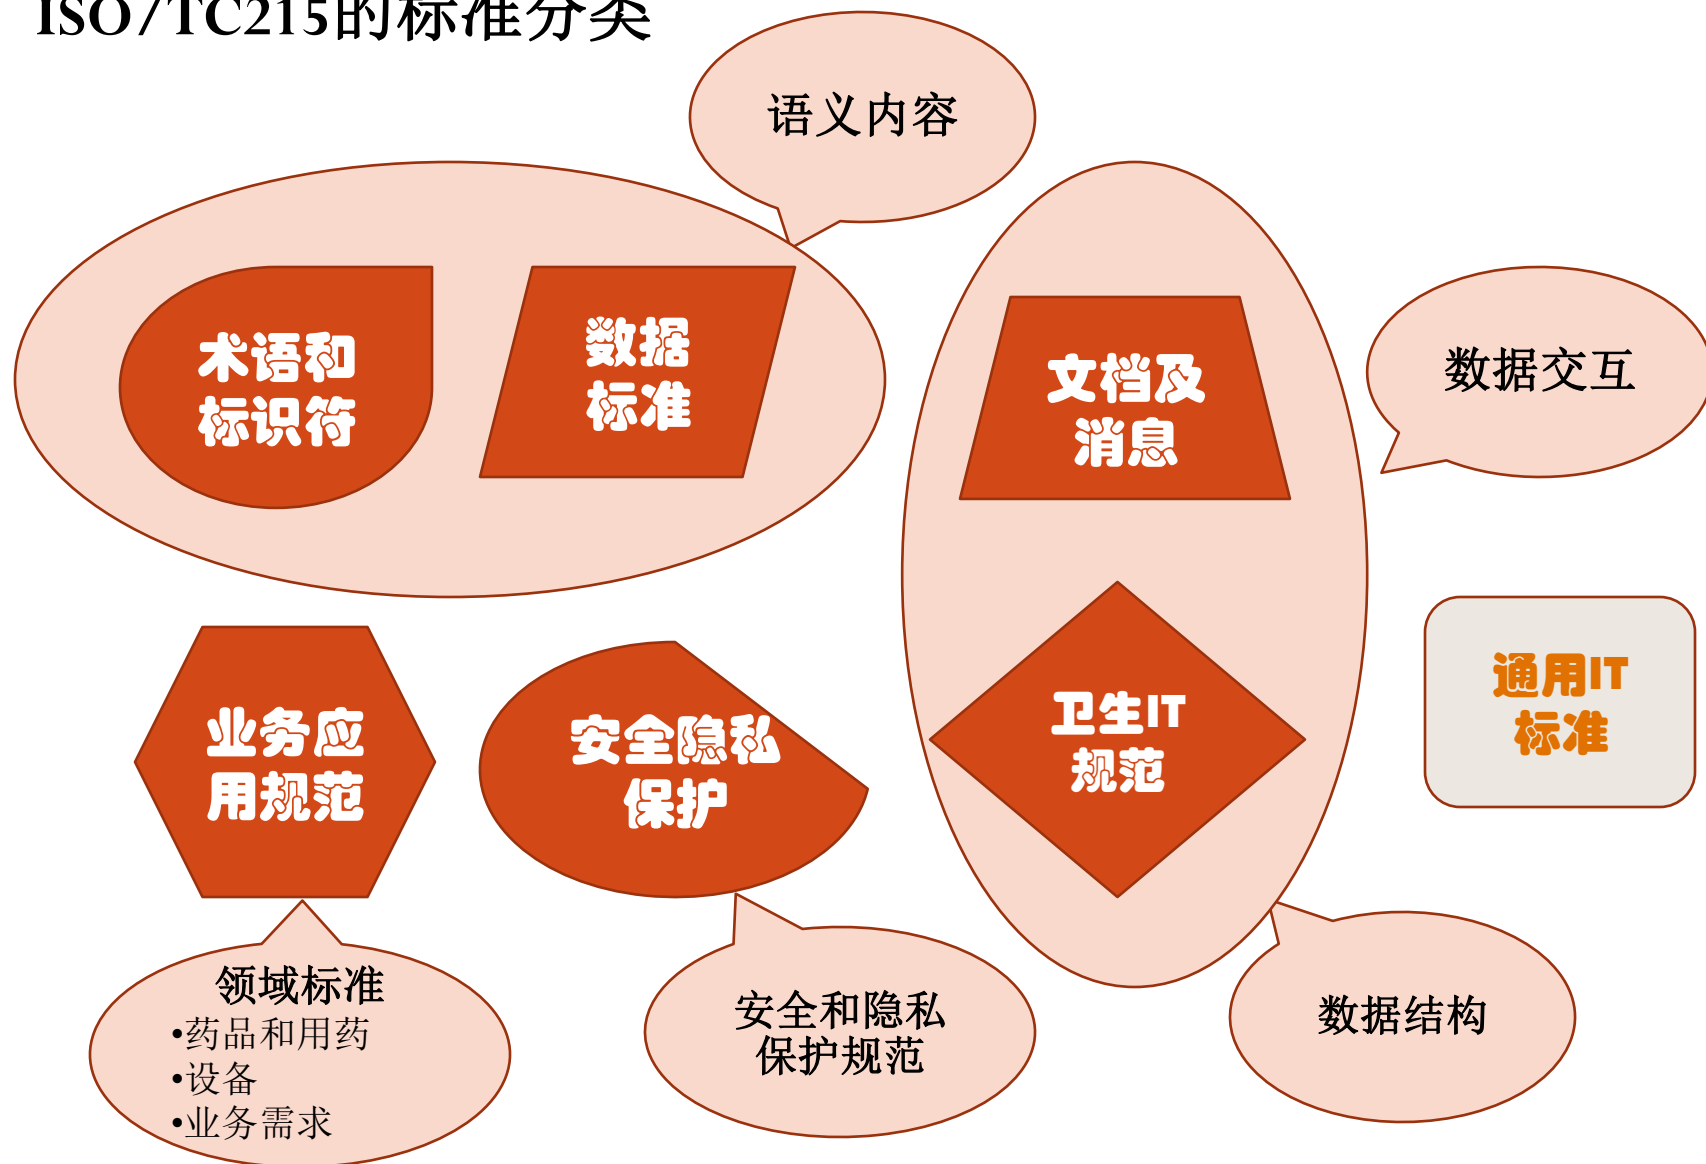 ISO/TC215的标准分类
语义内容
术语和
标识符
数据
标准
文档及
消息
数据交互
业务应
用规范
安全隐私
保护
卫生IT
规范
通用IT
标准
领域标准
•药品和用药
•设备
•业务需求
安全和隐私
保护规范
数据结构